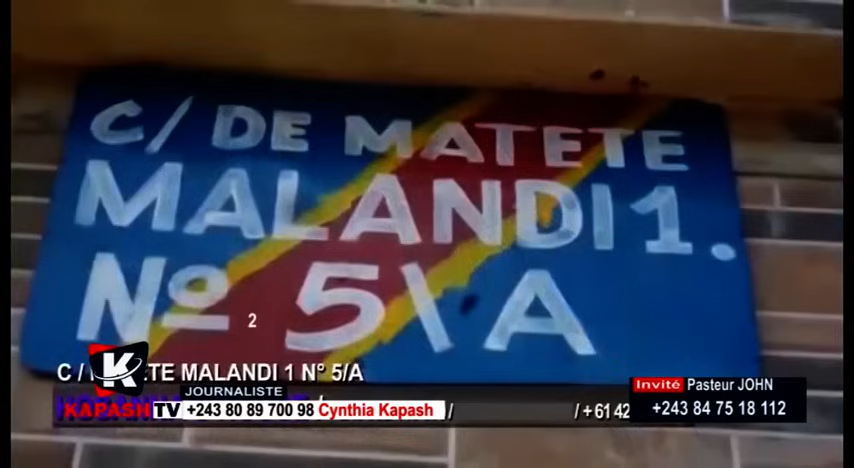 C/DE MATETE
MALANDI 1.
Nº 5\A
2
C/ TE MALANDI 1 N° 5/A
K
KAPASH TV
JOURNALISTE
+243 80 89 700 98 Cynthia Kapash
/ +61 42
Invité Pasteur JOHN
+243 84 75 18 112